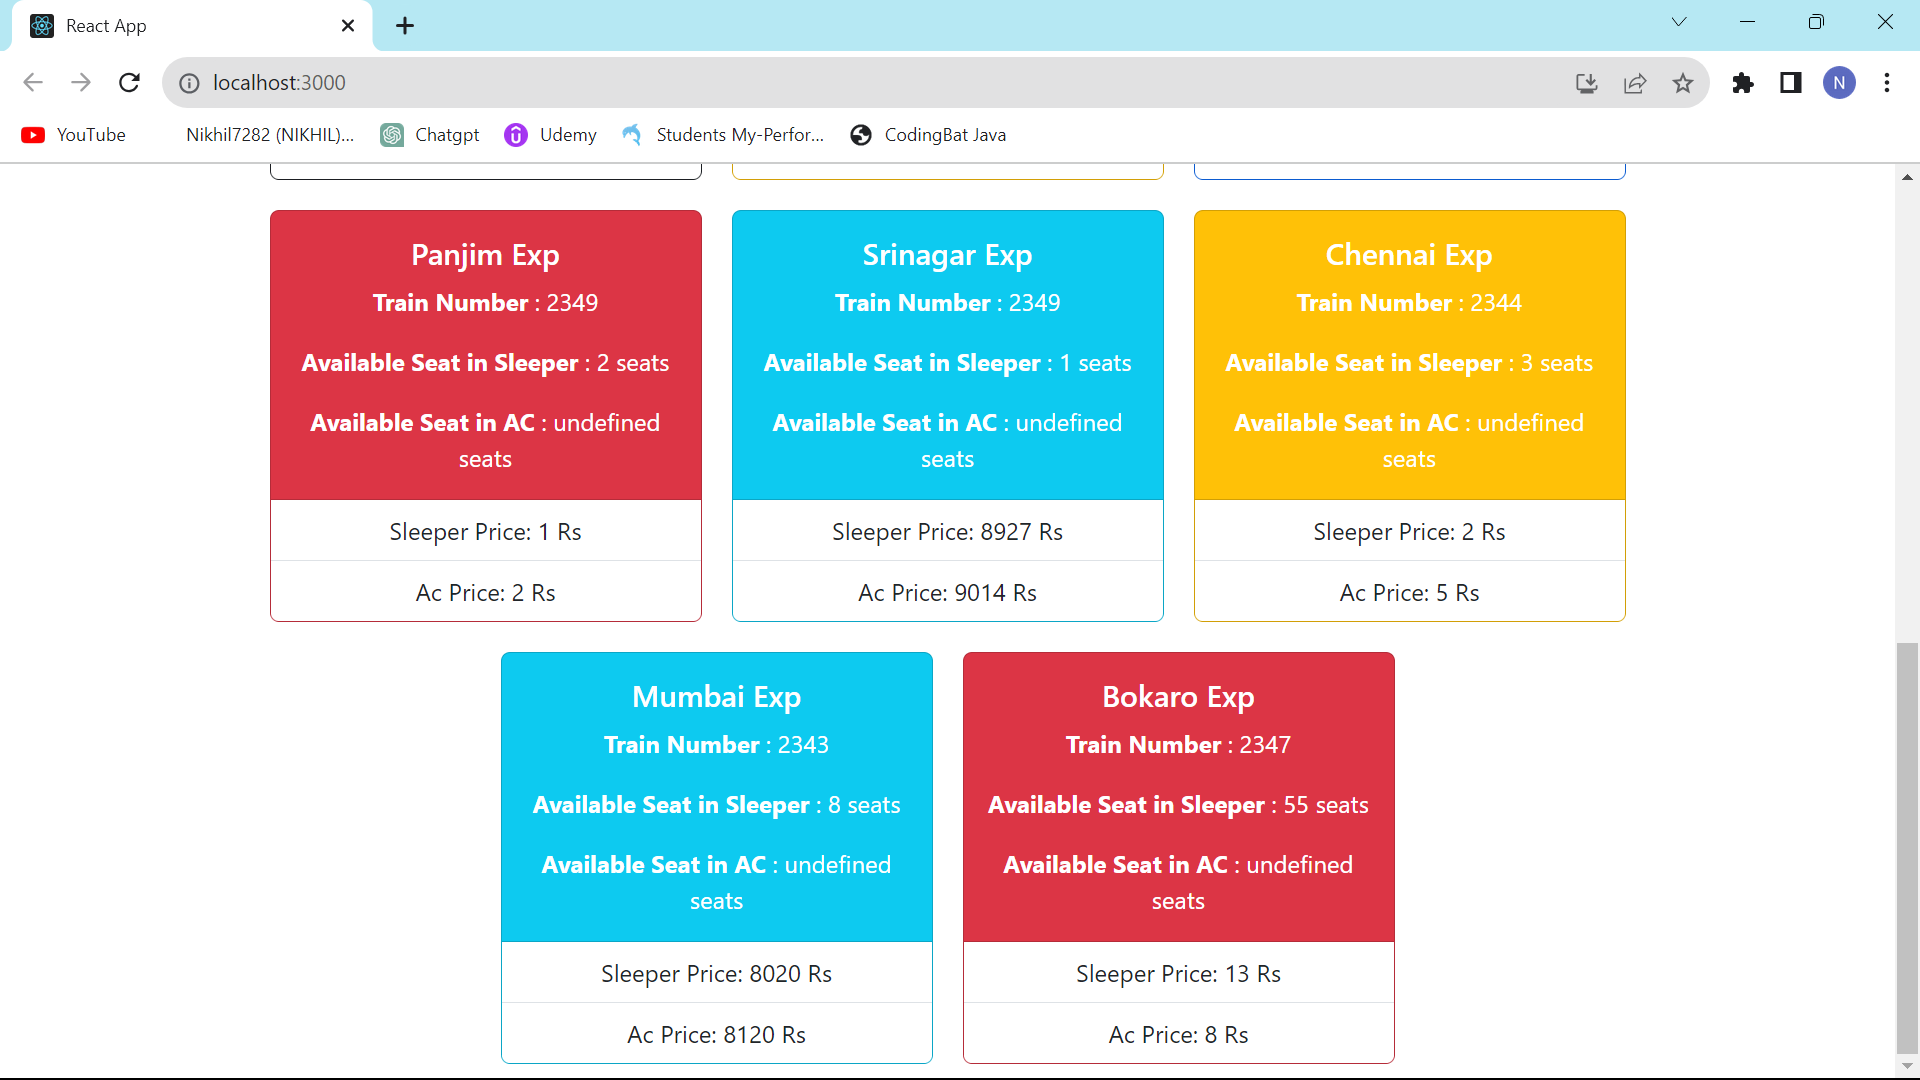 React App
localhost:3000
N
YouTube
Nikhil7282 (NIKHIL)...
Chatgpt
Udemy
Students My-Perfor...
CodingBat Java
Panjim Exp
Train Number : 2349
Available Seat in Sleeper : 2 seats
Available Seat in AC : undefined
seats
Sleeper Price: 1 Rs
Ac Price: 2 Rs
Srinagar Exp
Train Number : 2349
Available Seat in Sleeper : 1 seats
Available Seat in AC : undefined
seats
Sleeper Price: 8927 Rs
Ac Price: 9014 Rs
Chennai Exp
Train Number : 2344
Available Seat in Sleeper : 3 seats
Available Seat in AC : undefined
seats
Sleeper Price: 2 Rs
Ac Price: 5 Rs
Mumbai Exp
Train Number : 2343
Available Seat in Sleeper : 8 seats
Available Seat in AC : undefined
seats
Sleeper Price: 8020 Rs
Ac Price: 8120 Rs
Bokaro Exp
Train Number : 2347
Available Seat in Sleeper : 55 seats
Available Seat in AC : undefined
seats
Sleeper Price: 13 Rs
Ac Price: 8 Rs